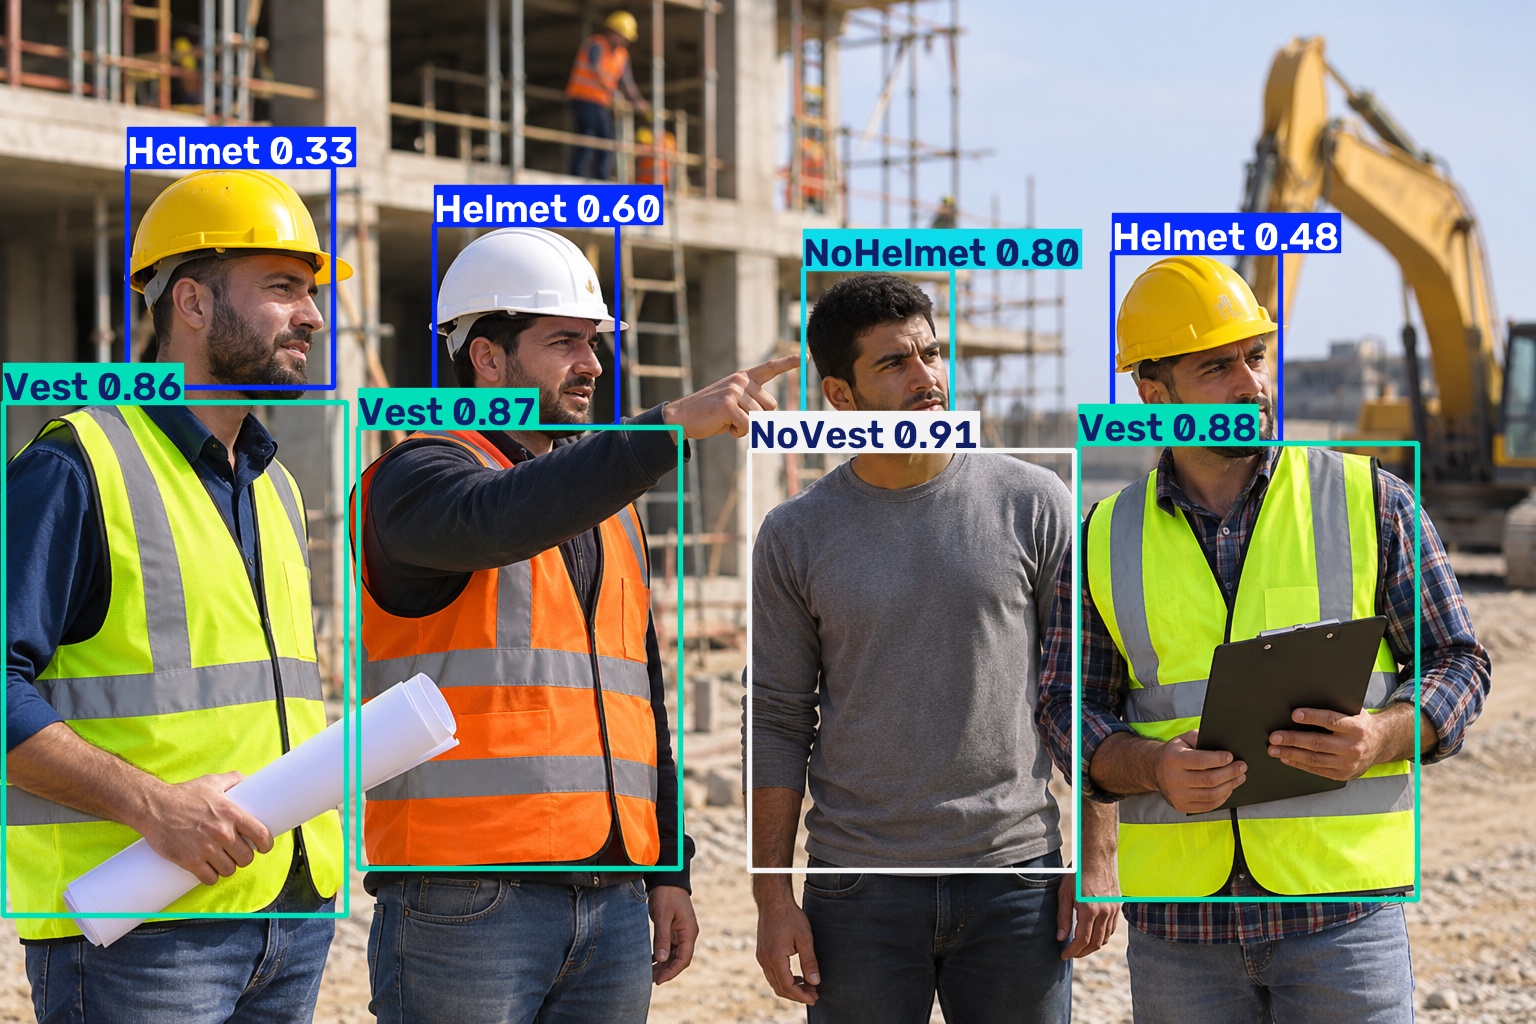 Helmet 0.33
Helmet 0.60
Helmet 0.48
NoHelmet 0.80
Vest 0.86
Vest 0.87
NoVest 0.91
Vest 0.88